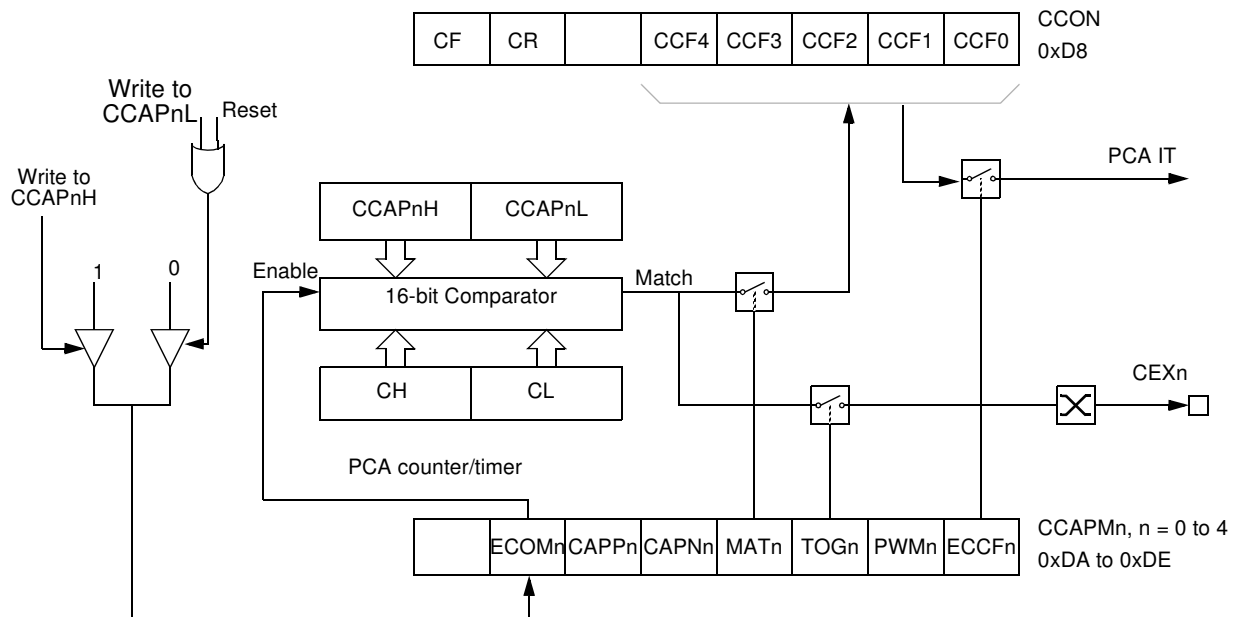 CF CR CCF4 CCF3 CCF2 CCF1 CCF0
CCON
0xD8
Write to
CCAPnL
Reset
Write to
CCAPnH
PCA IT
CCAPnH CCAPnL
1
0
Enable
16-bit Comparator
Match
CH CL
CEXn
PCA counter/timer
ECOMn CAPPn CAPNn MATn TOGn PWMn ECCFn
CCAPMn, n = 0 to 4
0xDA to 0xDE